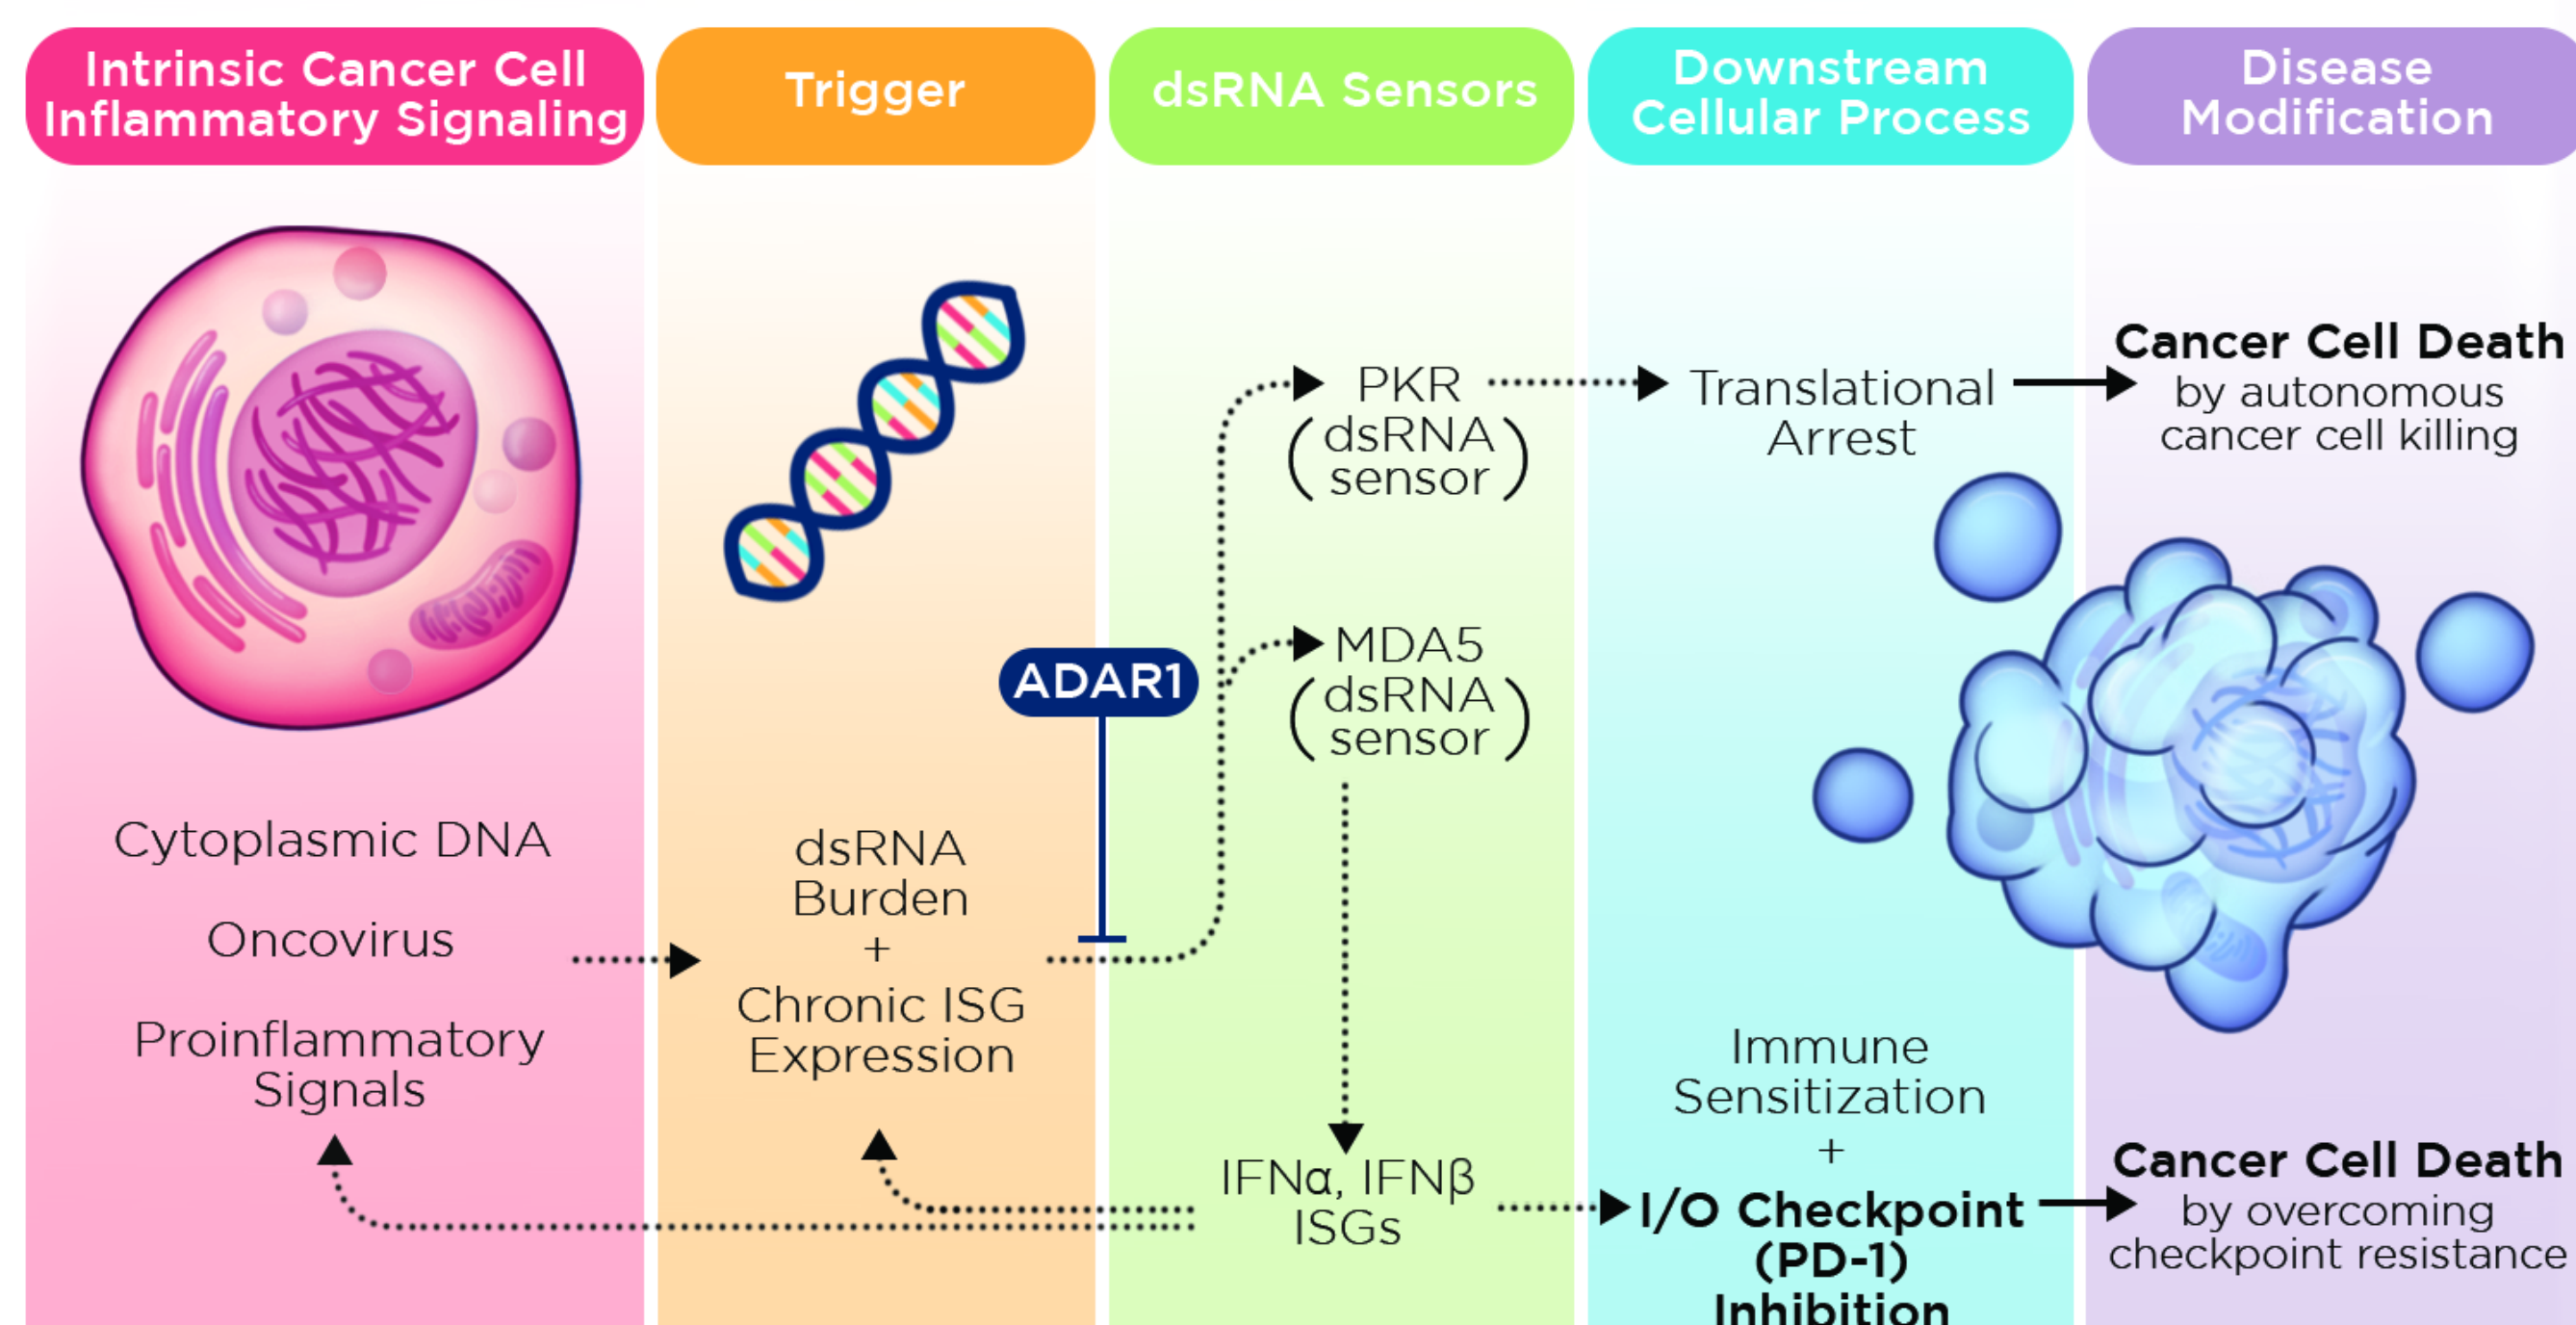 Intrinsic Cancer Cell
Inflammatory Signaling
Trigger
dsRNA Sensors
Downstream
Cellular Process
Disease
Modification
Cytoplasmic DNA
Oncovirus
Proinflammatory
Signals
dsRNA
Burden
+
Chronic ISG
Expression
ADAR1
PKR
(dsRNA
sensor)
MDA5
(dsRNA
sensor)
IFNα, IFNβ
ISGs
Translational
Arrest
Immune
Sensitization
+
I/O Checkpoint
(PD-1)
Inhibition
Cancer Cell Death
by autonomous
cancer cell killing
Cancer Cell Death
by overcoming
checkpoint resistance